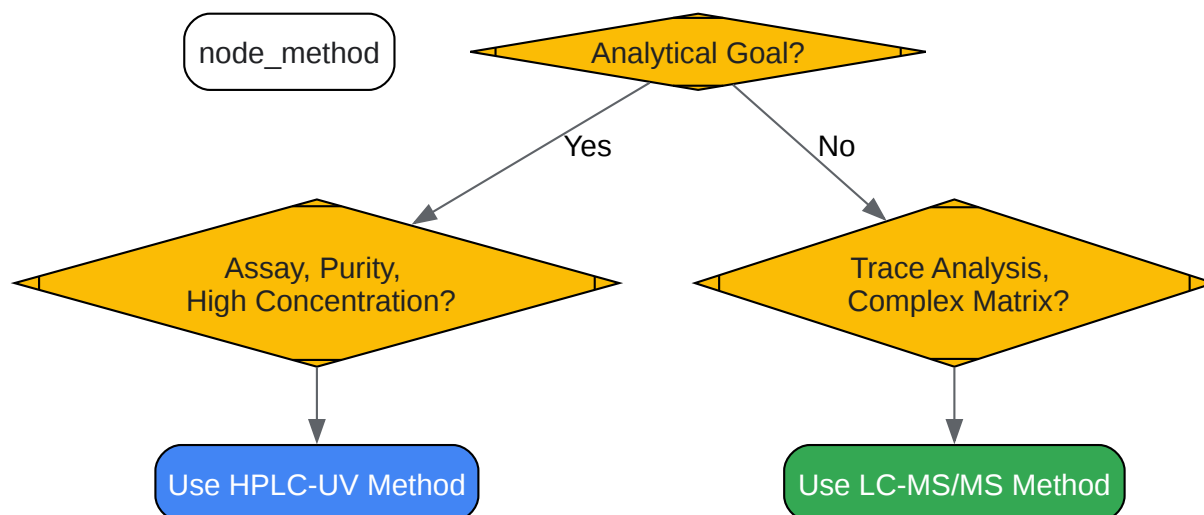 node_method
Analytical Goal?
Yes
No
Assay, Purity,
High Concentration?
Trace Analysis,
Complex Matrix?
Use HPLC-UV Method
Use LC-MS/MS Method